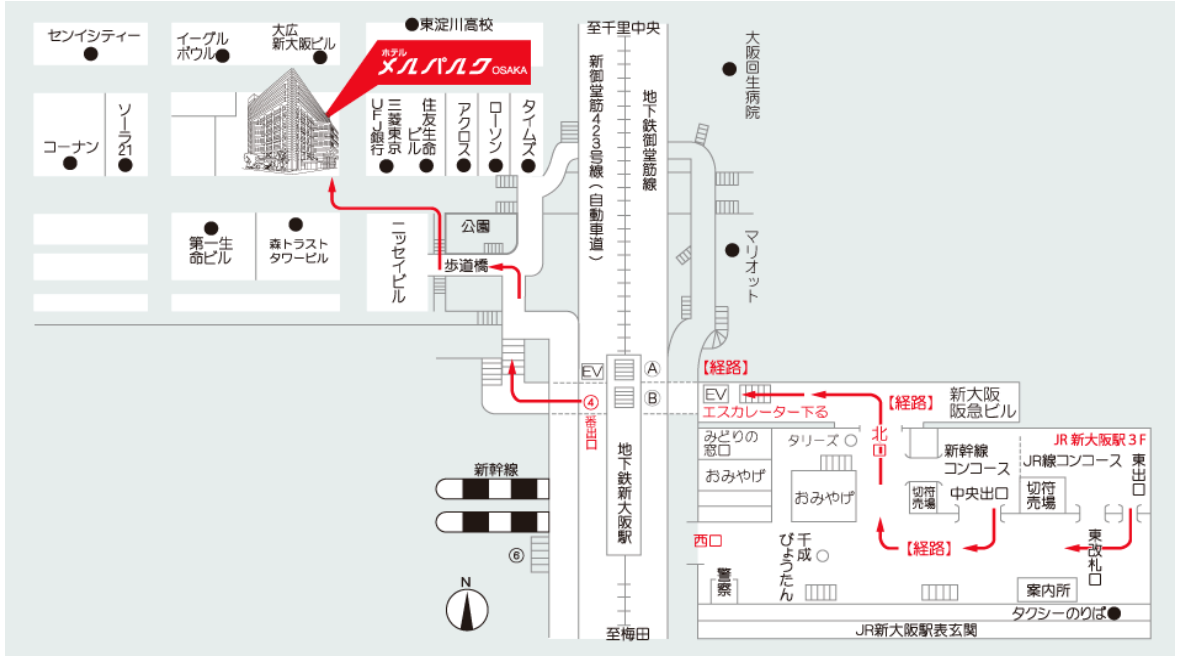 センイシティー
イーグル
ボウル
大広
新大阪ビル
東淀川高校
ホテル
メルパルク OSAKA
至千里中央
新御堂筋423号線（自動車道）
地下鉄御堂筋線
大阪回生病院
コーナン
ソーラ21
三菱東京
UFJ銀行
住友生命
ビル
アクロス
ローソン
タイムズ
第一生
命ビル
森トラスト
タワービル
ニッセイビル
公園
歩道橋
マリオット
EV
A
B
④
番出口
【経路】
EV
エスカレーター下る
【経路】
新大阪
阪急ビル
北口
みどりの
窓口
タリーズ
おみやげ
おみやげ
新幹線
コンコース
JR 新大阪駅 3 F
JR線コンコース
東出口
切符
売場
中央出口
切符
売場
新幹線
地下鉄新大阪駅
西口
千成
びょうたん
【経路】
東改札口
⑥
警察
案内所
N
タクシーのりば
至梅田
JR新大阪駅表玄関